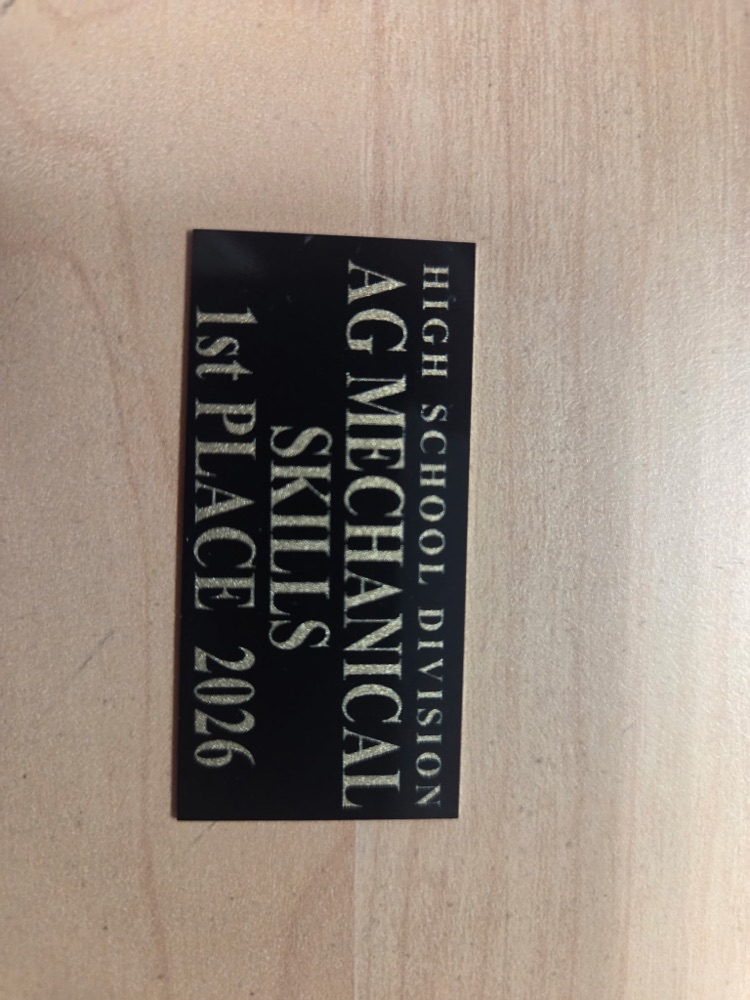 HIGH SCHOOL DIVISION
AG MECHANICAL
SKILLS
1st PLACE 2026